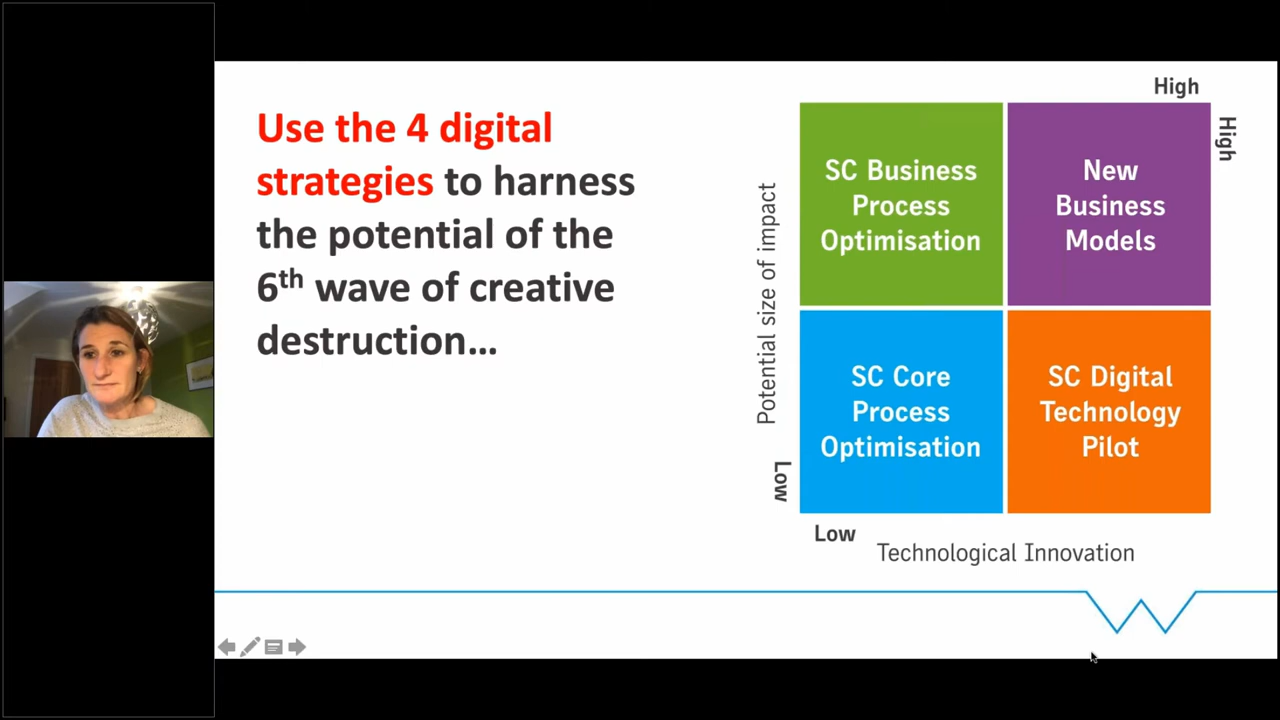 Use the 4 digital
strategies to harness
the potential of the
6th wave of creative
destruction...
High
High
SC Business
Process
Optimisation
New
Business
Models
Potential size of impact
SC Core
Process
Optimisation
SC Digital
Technology
Pilot
Low
Low
Technological Innovation